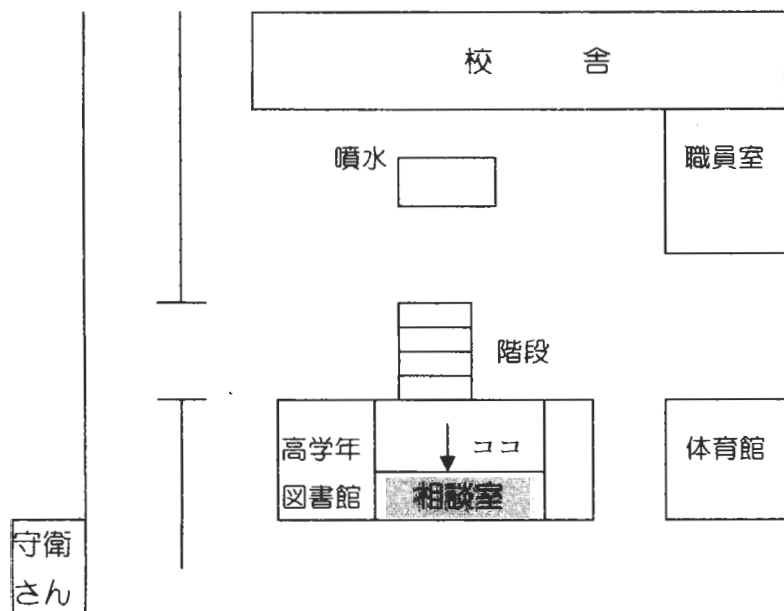 校 舎
噴水
職員室
階段
高学年
図書館
ココ
体育館
相談室
守衛
さん